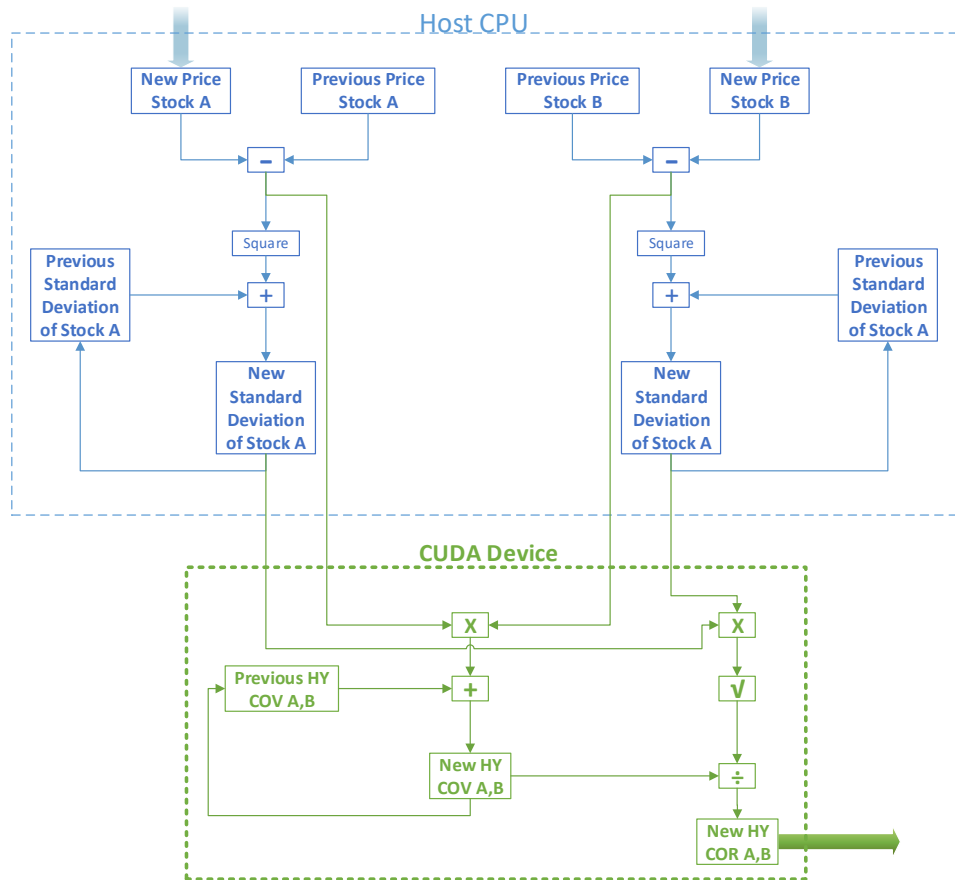 Host CPU
New Price
Stock A
Previous Price
Stock A
Previous Price
Stock B
New Price
Stock B
-
-
Square
Square
Previous
Standard
Deviation
of Stock A
+
+
Previous
Standard
Deviation
of Stock A
New
Standard
Deviation
of Stock A
New
Standard
Deviation
of Stock A
CUDA Device
X
X
Previous HY
COV A,B
+
√
New HY
COV A,B
÷
New HY
COR A,B